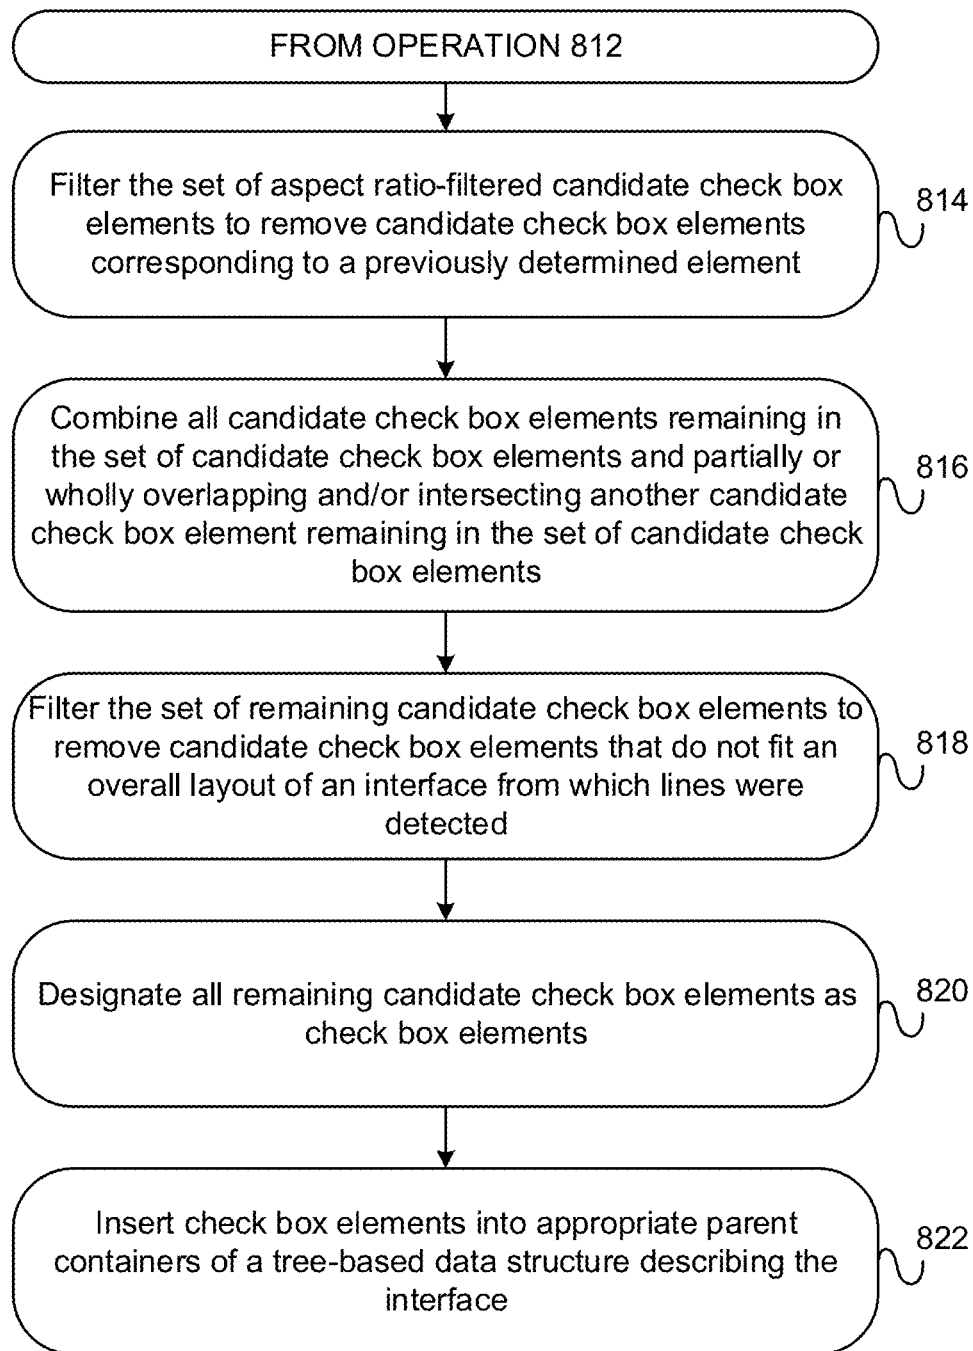 FROM OPERATION 812
Filter the set of aspect ratio-filtered candidate check box
elements to remove candidate check box elements
corresponding to a previously determined element
814
Combine all candidate check box elements remaining in
the set of candidate check box elements and partially or
wholly overlapping and/or intersecting another candidate
check box element remaining in the set of candidate check
box elements
816
Filter the set of remaining candidate check box elements to
remove candidate check box elements that do not fit an
overall layout of an interface from which lines were
detected
818
Designate all remaining candidate check box elements as
check box elements
820
Insert check box elements into appropriate parent
containers of a tree-based data structure describing the
interface
822